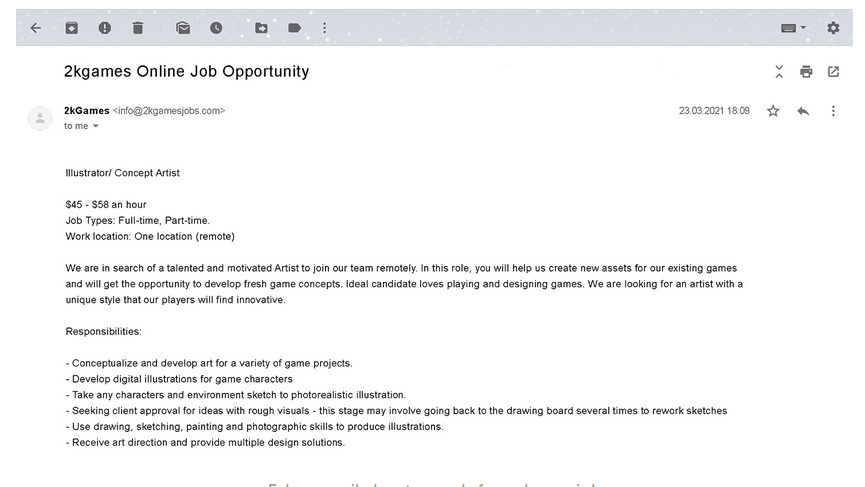 2kgames Online Job Opportunity
2kGames <info@2kgamesjobs.com>
23.03.2021 18:09
to me
Illustrator/ Concept Artist
$45 - $58 an hour
Job Types: Full-time, Part-time.
Work location: One location (remote)
We are in search of a talented and motivated Artist to join our team remotely. In this role, you will help us create new assets for our existing games
and will get the opportunity to develop fresh game concepts. Ideal candidate loves playing and designing games. We are looking for an artist with a
unique style that our players will find innovative.
Responsibilities:
- Conceptualize and develop art for a variety of game projects.
- Develop digital illustrations for game characters
- Take any characters and environment sketch to photorealistic illustration.
- Seeking client approval for ideas with rough visuals - this stage may involve going back to the drawing board several times to rework sketches
- Use drawing, sketching, painting and photographic skills to produce illustrations.
- Receive art direction and provide multiple design solutions.